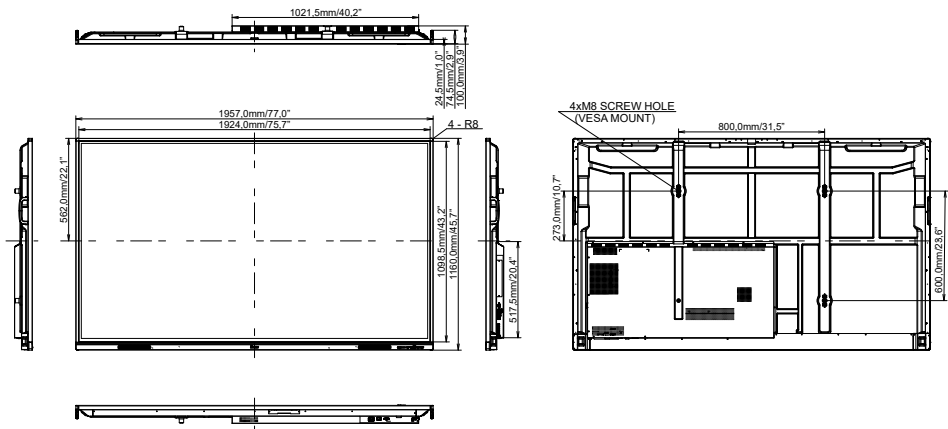 1021,5mm/40,2"
24,5mm/1,0"
74,5mm/2,9"
100,0mm/3,9"
1957,0mm/77,0"
1924,0mm/75,7"
4 - R8
562,0mm/22,1"
1098,5mm/43,2"
1160,0mm/45,7"
517,5mm/20,4"
4xM8 SCREW HOLE
(VESA MOUNT)
800,0mm/31,5"
273,0mm/10,7"
600,0mm/23,6"